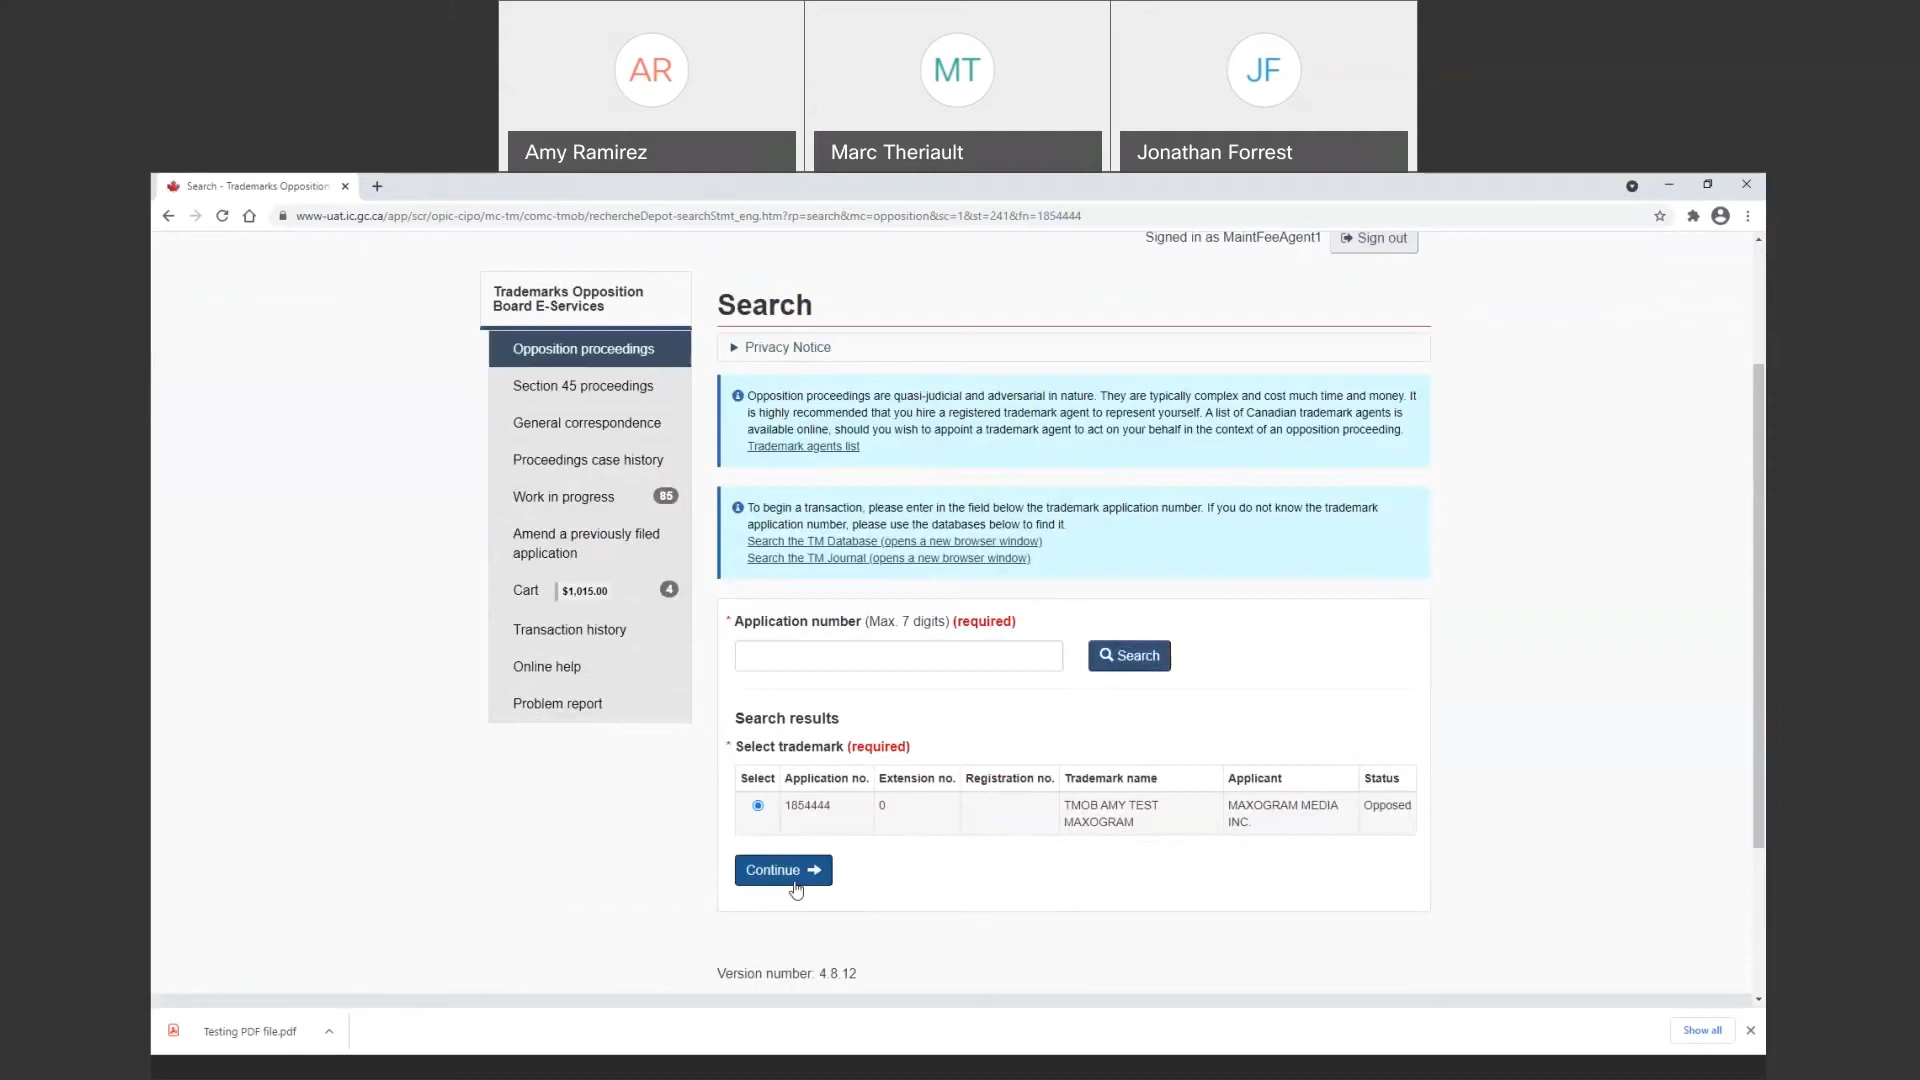 AR
MT
JF
Amy Ramirez
Marc Theriault
Jonathan Forrest
Search - Trademarks Opposition
www-uat.ic.gc.ca/app/scr/opic-cipo/mc-tm/comc-tmob/rechercheDepot-searchStmt_eng.htm?rp=search&mc=opposition&sc=1&st=241&fn=1854444
Signed in as MaintFeeAgent1
Sign out
Trademarks Opposition
Board E-Services
Opposition proceedings
Section 45 proceedings
General correspondence
Proceedings case history
Work in progress 85
Amend a previously filed
application
Cart $1,015.00 4
Transaction history
Online help
Problem report
Search
Privacy Notice
Opposition proceedings are quasi-judicial and adversarial in nature. They are typically complex and cost much time and money. It
is highly recommended that you hire a registered trademark agent to represent yourself. A list of Canadian trademark agents is
available online, should you wish to appoint a trademark agent to act on your behalf in the context of an opposition proceeding.
Trademark agents list
To begin a transaction, please enter in the field below the trademark application number. If you do not know the trademark
application number, please use the databases below to find it.
Search the TM Database (opens a new browser window)
Search the TM Journal (opens a new browser window)
* Application number (Max. 7 digits) (required)
Search
Search results
* Select trademark (required)
Select Application no. Extension no. Registration no. Trademark name Applicant Status
1854444 0 TMOB AMY TEST MAXOGRAM MEDIA Opposed
MAXOGRAM INC.
Continue
Version number: 4.8.12
Testing PDF file.pdf
Show all